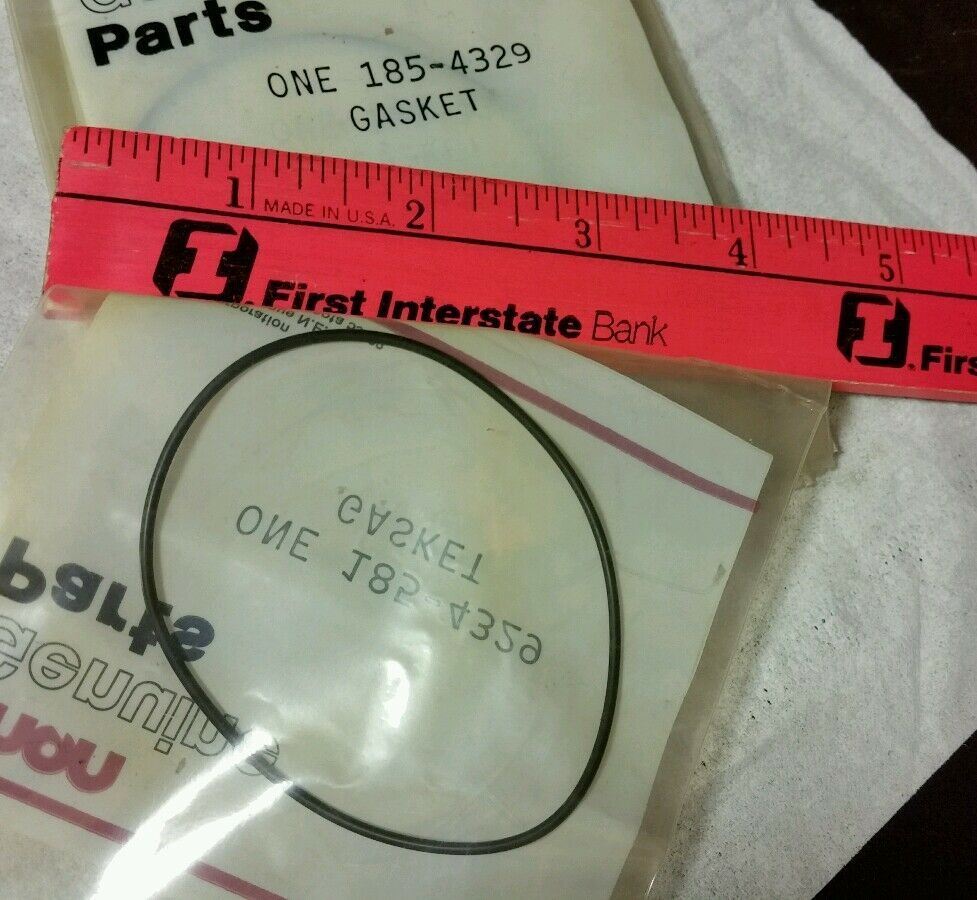 Parts
ONE 185-4329
GASKET
1 2 3 4 5
MADE IN U.S.A.
First Interstate Bank
Firs
ONE 185-4329
GASKET
Parts
Genuine